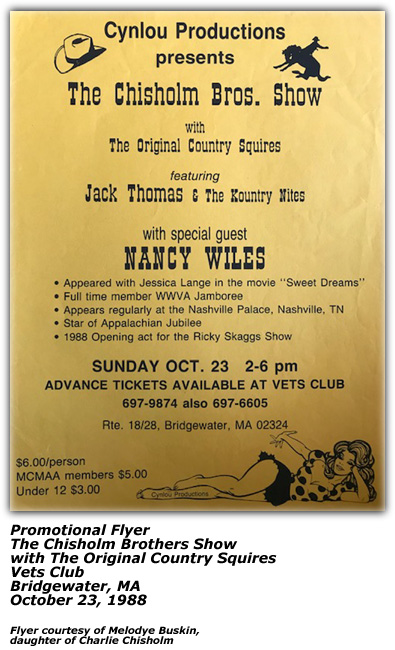 Cynlou Productions
presents
The Chisholm Bros. Show
with
The Original Country Squires
featuring
Jack Thomas & The Kountry Nites
with special guest
NANCY WILES
• Appeared with Jessica Lange in the movie "Sweet Dreams"
• Full time member WWVA Jamboree
• Appears regularly at the Nashville Palace, Nashville, TN
• Star of Appalachian Jubilee
• 1988 Opening act for the Ricky Skaggs Show
SUNDAY OCT. 23 2-6 pm
ADVANCE TICKETS AVAILABLE AT VETS CLUB
697-9874 also 697-6605
Rte. 18/28, Bridgewater, MA 02324
$6.00/person
MCMAA members $5.00
Under 12 $3.00
Cynlou Productions
Promotional Flyer
The Chisholm Brothers Show
with The Original Country Squires
Vets Club
Bridgewater, MA
October 23, 1988
Flyer courtesy of Melodye Buskin,
daughter of Charlie Chisholm